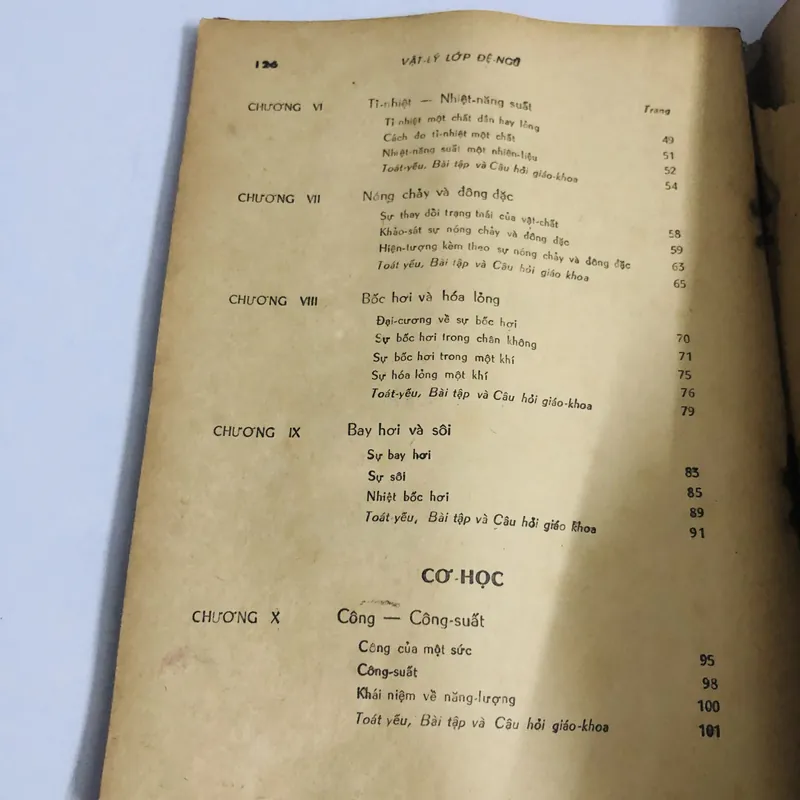 126 VẬT-LÝ LỚP ĐỆ-NGŨ
Trang
CHƯƠNG VI Tỉ-nhiệt — Nhiệt-năng suất
Tỉ nhiệt một chất dặn hay lỏng 49
Cách đo tỉ-nhiệt một chất 51
Nhiệt-năng suất một nhiên-liệu 52
Toát-yếu, Bài tập và Câu hỏi giáo-khoa 54
CHƯƠNG VII Nóng chảy và đông đặc
Sự thay đổi trạng thái của vật-chất 58
Khảo-sát sự nóng chảy và đông đặc 59
Hiện-tượng kèm theo sự nóng chảy và đông đặc 63
Toát yếu, Bài tập và Câu hỏi giáo khoa 65
CHƯƠNG VIII Bốc hơi và hóa lỏng
Đại-cương về sự bốc hơi 70
Sự bốc hơi trong chân không 71
Sự bốc hơi trong một khí 75
Sự hóa lỏng một khí 76
Toát-yếu, Bài tập và Câu hỏi giáo-khoa 79
CHƯƠNG IX Bay hơi và sôi
Sự bay hơi 83
Sự sôi 85
Nhiệt bốc hơi 89
Toát yếu, Bài tập và Câu hỏi giáo khoa 91
CƠ-HỌC
CHƯƠNG X Công — Công-suất
Công của một sức 95
Công-suất 98
Khái niệm về năng-lượng 100
Toát yếu, Bài tập và Câu hỏi giáo-khoa 101